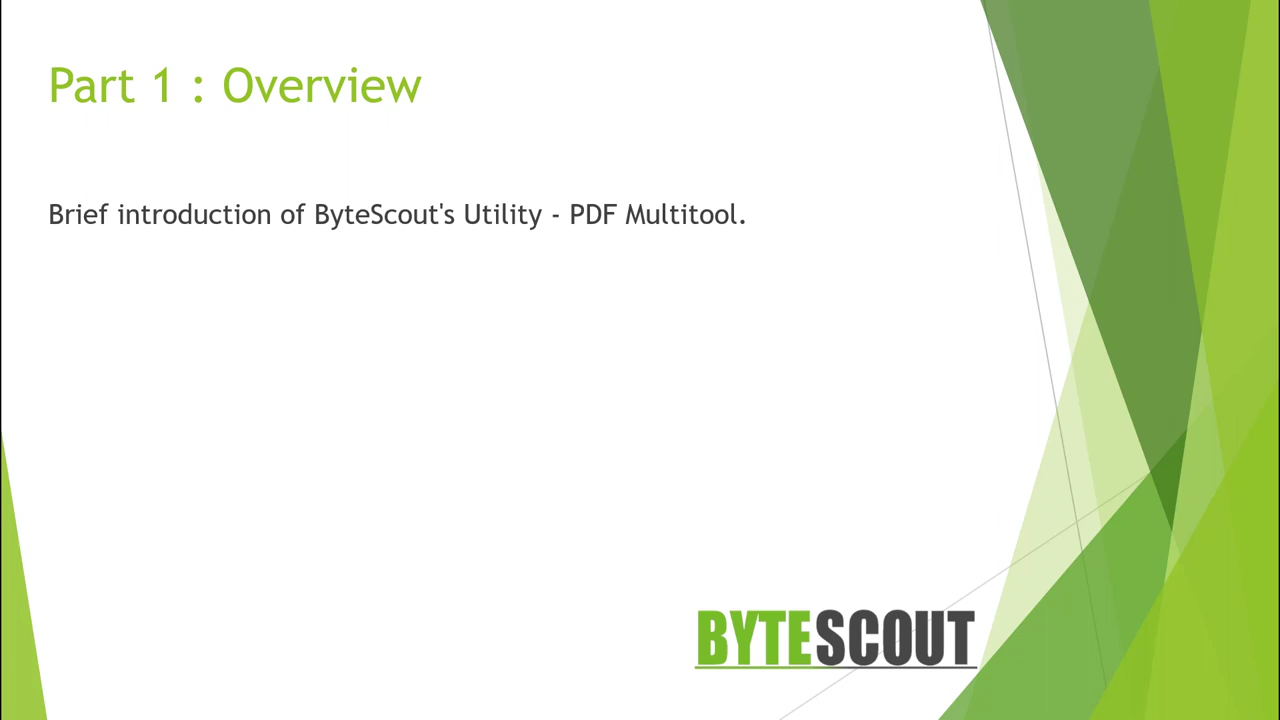 Part 1 : Overview
Brief introduction of ByteScout's Utility - PDF Multitool.
BYTESCOUT